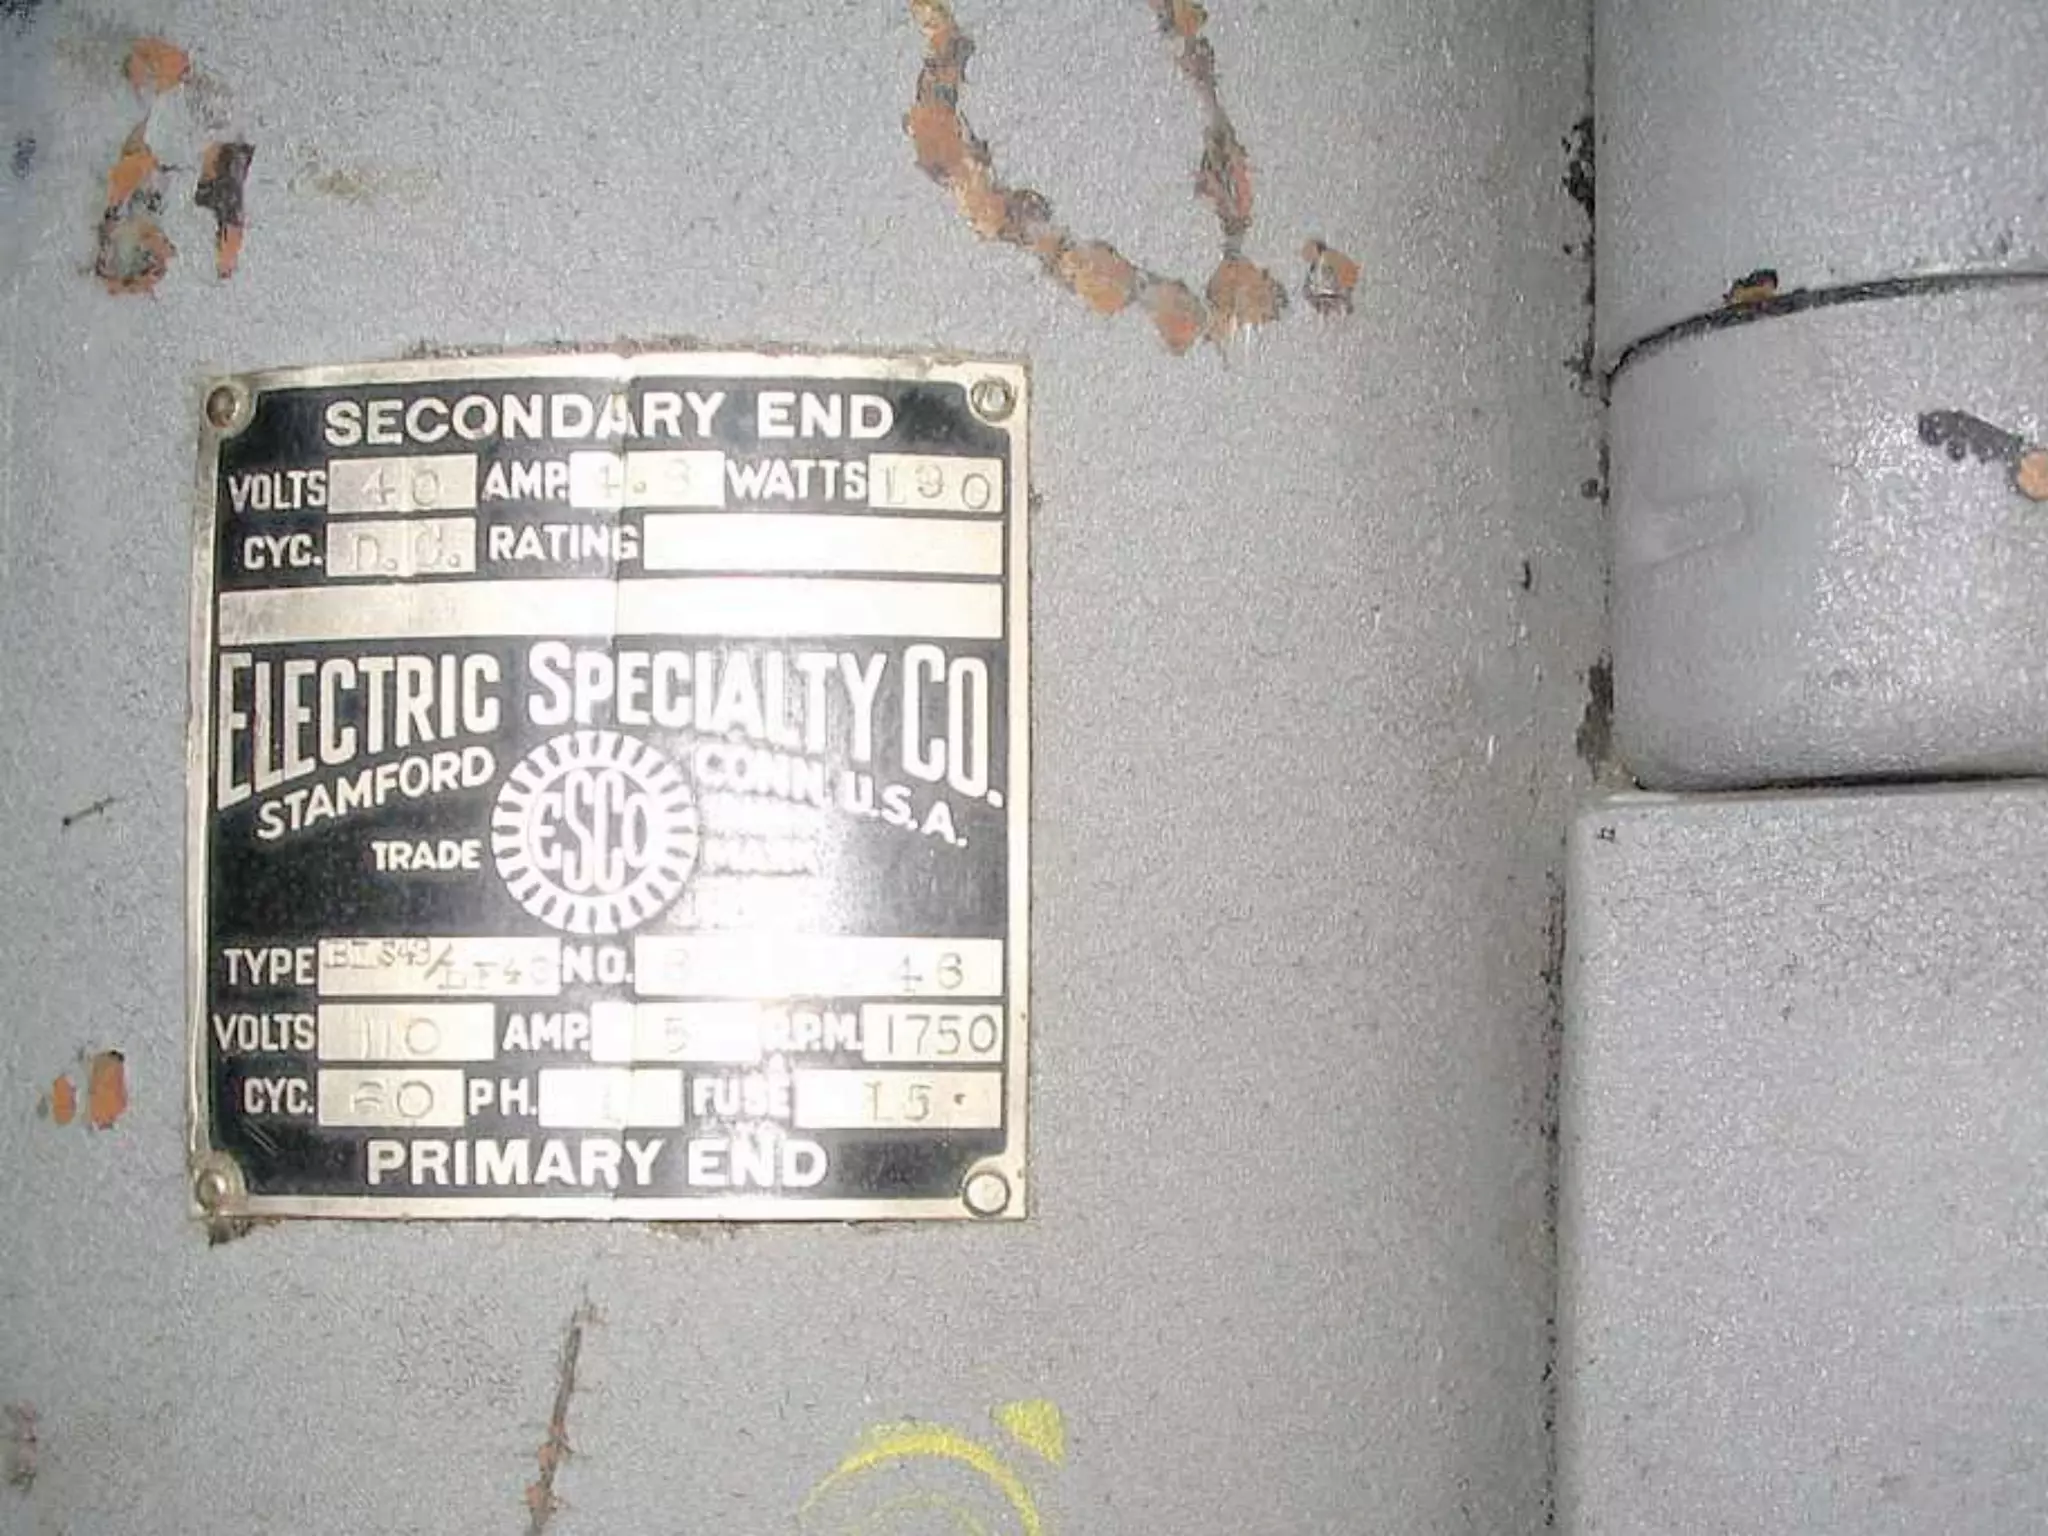 SECONDARY END
VOLTS 40 AMP. WATTS 190
CYC. D.C. RATING
ELECTRIC SPECIALTY CO.
STAMFORD CONN. U.S.A.
TRADE ESCO MARK
TYPE NO.
VOLTS 110 AMP. 5 R.P.M. 1750
CYC. 60 PH. 1 FUSE 15
PRIMARY END